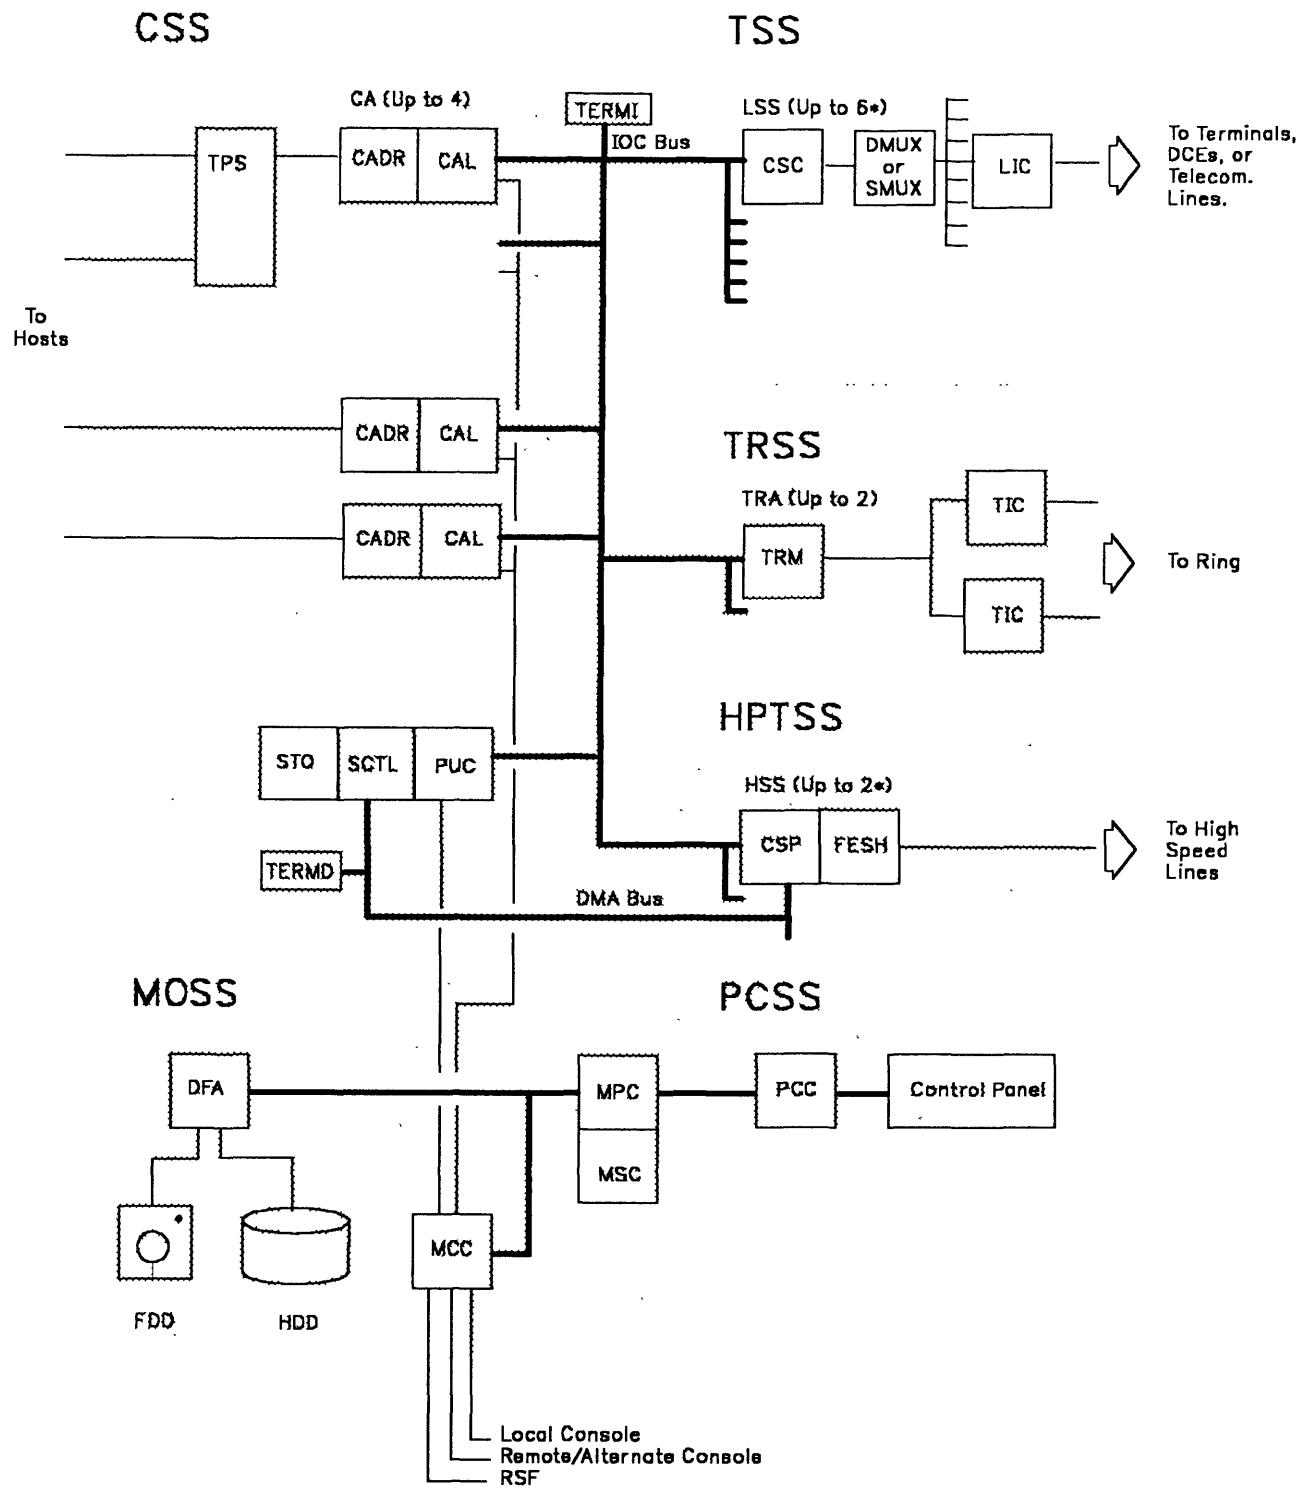 CSS
TSS
CA (Up to 4)
TERMI
LSS (Up to 6*)
IOC Bus
TPS
CADR
CAL
CSC
DMUX
or
SMUX
LIC
To Terminals,
DCEs, or
Telecom.
Lines.
To
Hosts
CADR
CAL
TRSS
TRA (Up to 2)
TIC
CADR
CAL
TRM
To Ring
TIC
HPTSS
STO
SCTL
PUC
HSS (Up to 2*)
CSP
FESH
To High
Speed
Lines
TERMD
DMA Bus
MOSS
PCSS
DFA
MPC
PCC
Control Panel
MSC
MCC
FDD
HDD
Local Console
Remote/Alternate Console
RSF